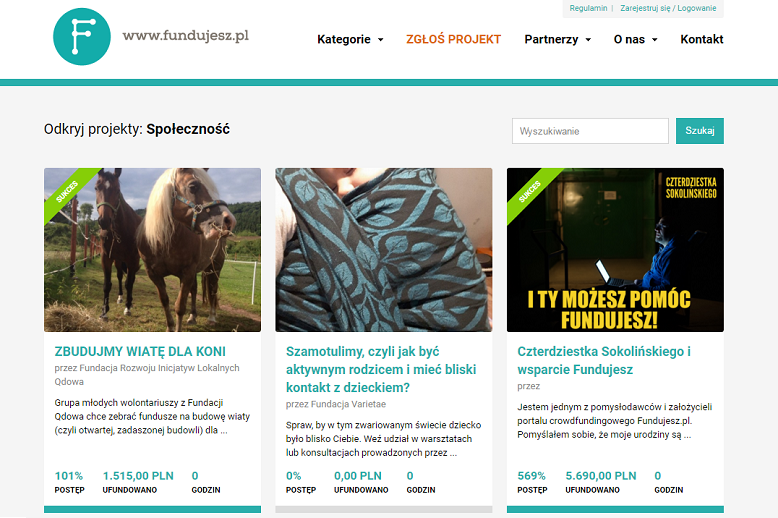 Regulamin | Zarejestruj się / Logowanie
F www.fundujesz.pl
Kategorie ZGŁOŚ PROJEKT Partnerzy O nas Kontakt
Odkryj projekty: Społeczność
Wyszukiwanie Szukaj
SUKCES
ZBUDUJMY WIATĘ DLA KONI
przez Fundacja Rozwoju Inicjatyw Lokalnych
Qdowa
Grupa młodych wolontariuszy z Fundacji
Qdowa chce zebrać fundusze na budowę wiaty
(czyli otwartej, zadaszonej budowli) dla ...
101% 1.515,00 PLN 0
POSTĘP UFUNDOWANO GODZIN
Szamotulimy, czyli jak być
aktywnym rodzicem i mieć bliski
kontakt z dzieckiem?
przez Fundacja Varietae
Spraw, by w tym zwariowanym świecie dziecko
było blisko Ciebie. Weź udział w warsztatach
lub konsultacjach prowadzonych przez ...
0% 0,00 PLN 0
POSTĘP UFUNDOWANO GODZIN
SUKCES
CZTERDZIESTKA
SOKOLIŃSKIEGO
I TY MOŻESZ POMÓC
FUNDUJESZ!
Czterdziestka Sokolińskiego i
wsparcie Fundujesz
przez
Jestem jednym z pomysłodawców i założycieli
portalu crowdfundingowego Fundujesz.pl.
Pomyślałem sobie, że moje urodziny są ...
569% 5.690,00 PLN 0
POSTĘP UFUNDOWANO GODZIN